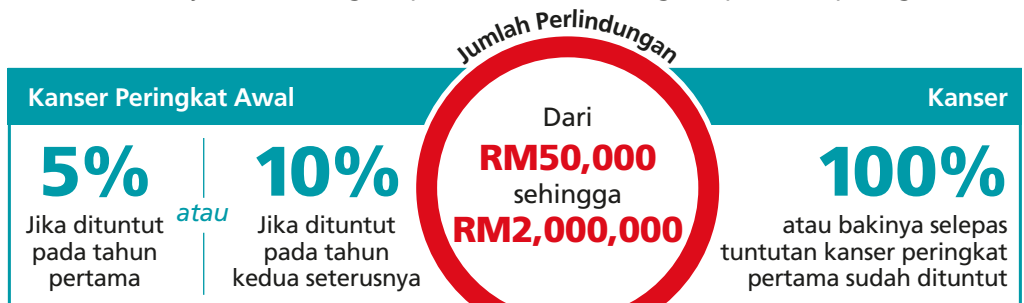 Jumlah Perlindungan
Kanser Peringkat Awal
5%
Jika dituntut
pada tahun
pertama
atau
10%
Jika dituntut
pada tahun
kedua seterusnya
Dari
RM50,000
sehingga
RM2,000,000
Kanser
100%
atau bakinya selepas
tuntutan kanser peringkat
pertama sudah dituntut